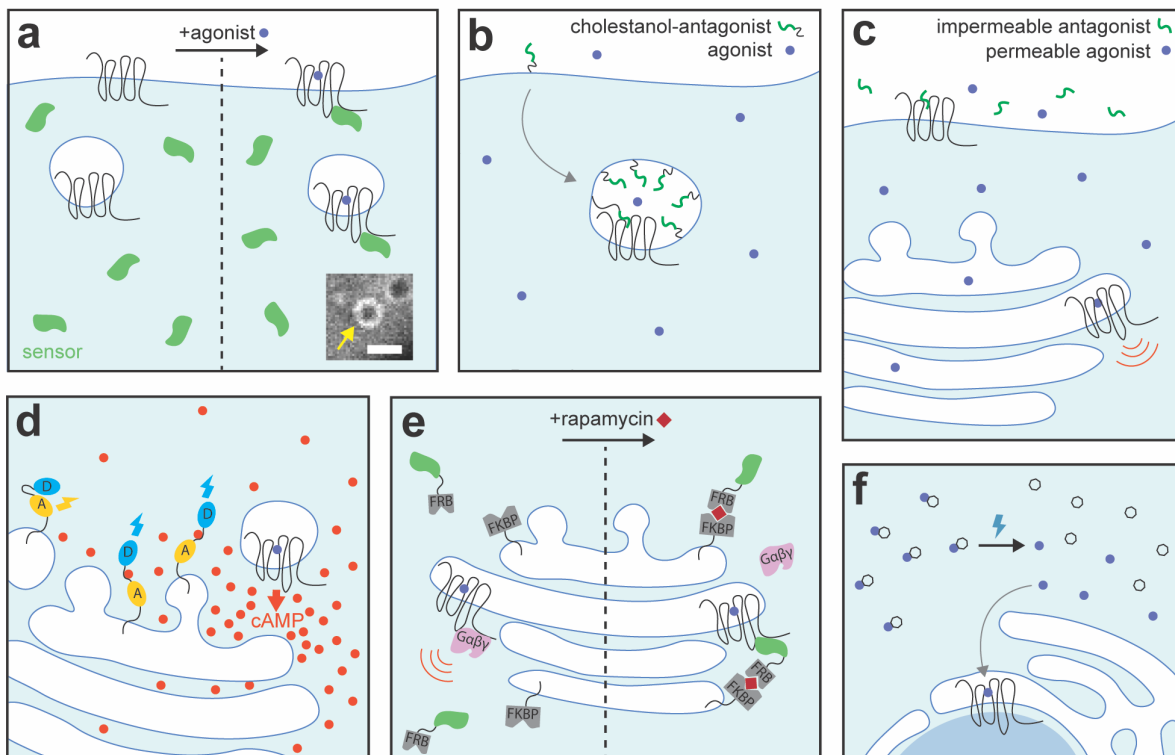 a
+agonist
sensor
b
cholestanol-antagonist
agonist
c
impermeable antagonist
permeable agonist
d
D
A
D
A
D
A
cAMP
e
+rapamycin
FRB
FKBP
Gαβγ
FRB
FKBP
FRB
FKBP
Gαβγ
FRB
FKBP
f